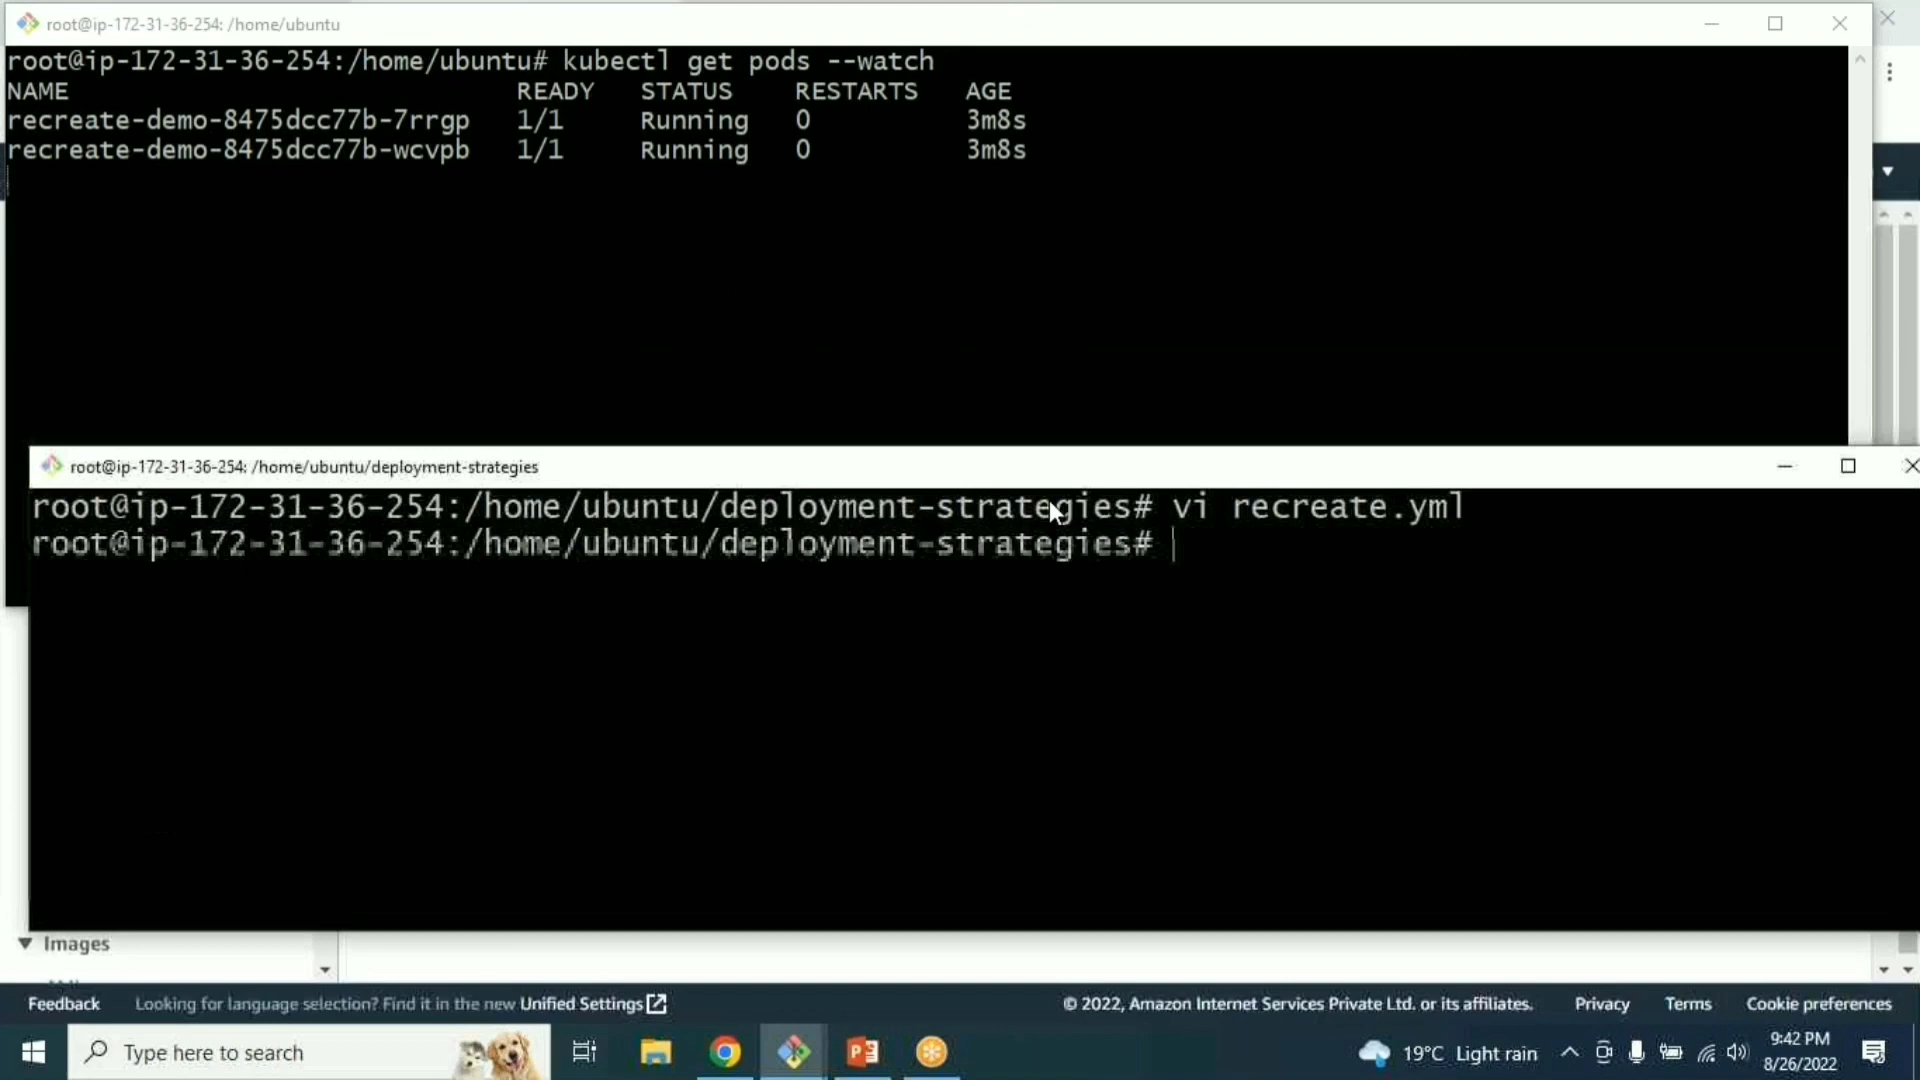 root@ip-172-31-36-254: /home/ubuntu
root@ip-172-31-36-254:/home/ubuntu# kubectl get pods --watch
NAME READY STATUS RESTARTS AGE
recreate-demo-8475dcc77b-7rrgp 1/1 Running 0 3m8s
recreate-demo-8475dcc77b-wcvpb 1/1 Running 0 3m8s
root@ip-172-31-36-254: /home/ubuntu/deployment-strategies
root@ip-172-31-36-254:/home/ubuntu/deployment-strategies# vi recreate.yml
root@ip-172-31-36-254:/home/ubuntu/deployment-strategies#
Images
Feedback Looking for language selection? Find it in the new Unified Settings © 2022, Amazon Internet Services Private Ltd. or its affiliates. Privacy Terms Cookie preferences
Type here to search 19°C Light rain 9:42 PM
8/26/2022